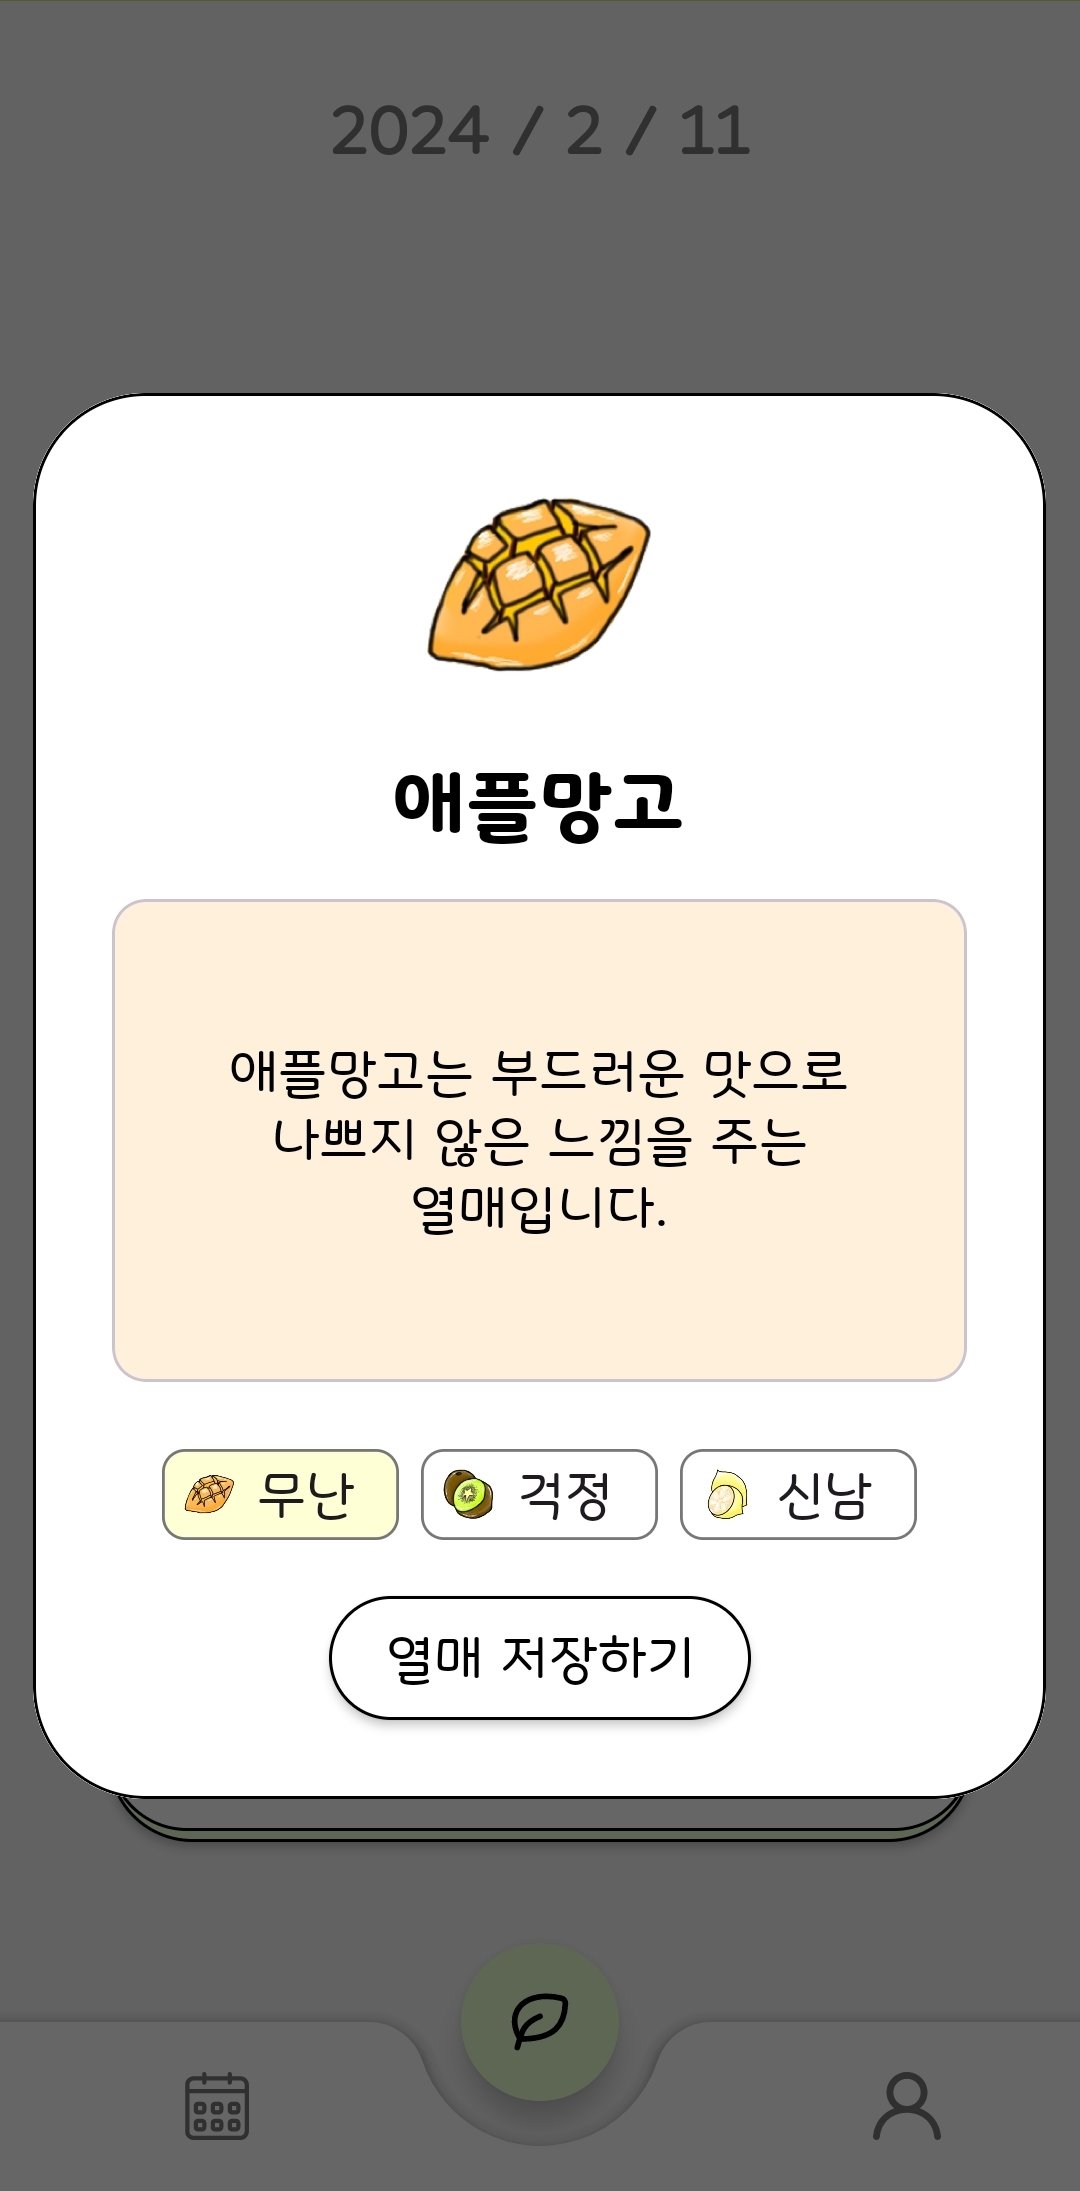 2024 / 2 / 11
애플망고
애플망고는 부드러운 맛으로
나쁘지 않은 느낌을 주는
열매입니다.
무난
걱정
신남
열매 저장하기